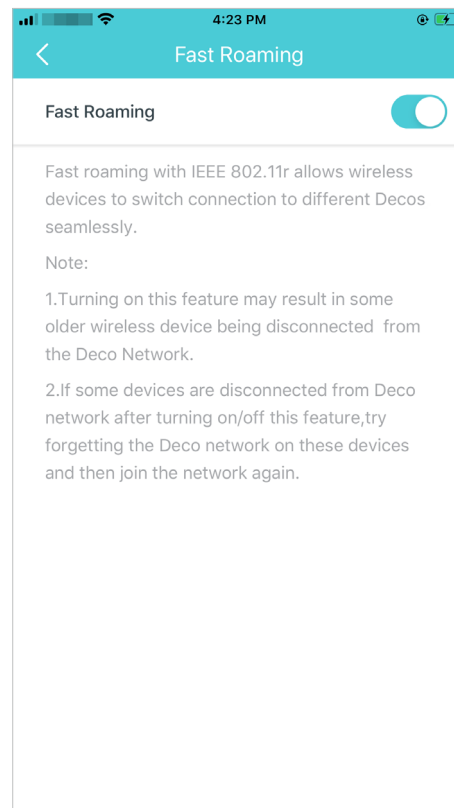 4:23 PM
Fast Roaming
Fast Roaming
Fast roaming with IEEE 802.11r allows wireless
devices to switch connection to different Decos
seamlessly.
Note:
1.Turning on this feature may result in some
older wireless device being disconnected  from
the Deco Network.
2.If some devices are disconnected from Deco
network after turning on/off this feature,try
forgetting the Deco network on these devices
and then join the network again.